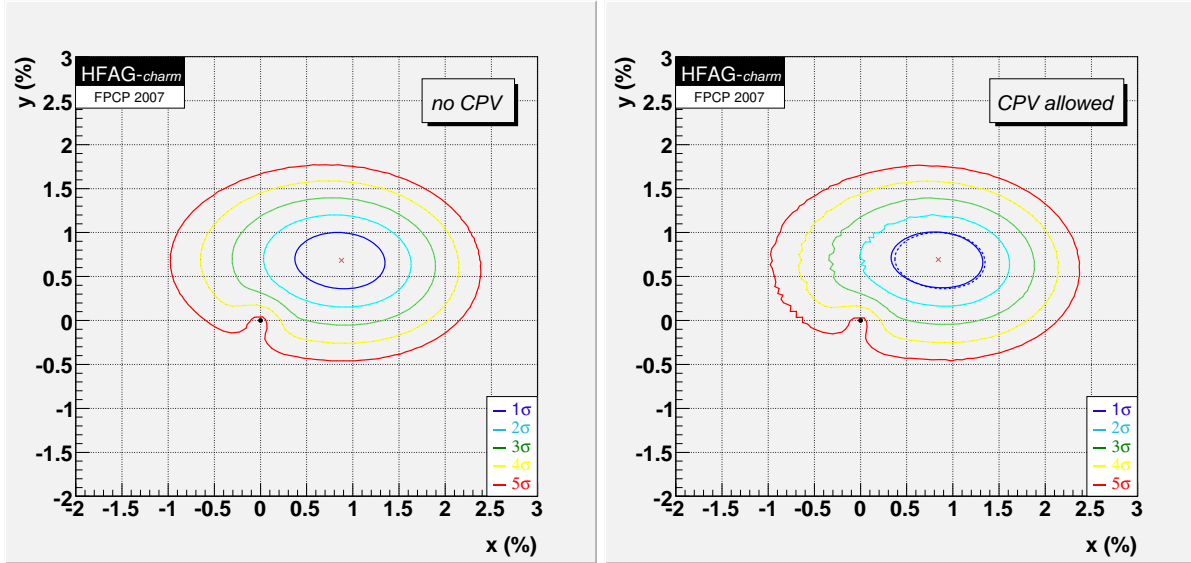 HFAG-charm
FPCP 2007
no CPV
y (%)
3
2.5
2
1.5
1
0.5
0
-0.5
-1
-1.5
-2
1σ
2σ
3σ
4σ
5σ
-2 -1.5 -1 -0.5 0 0.5 1 1.5 2 2.5 3
x (%)
HFAG-charm
FPCP 2007
CPV allowed
y (%)
3
2.5
2
1.5
1
0.5
0
-0.5
-1
-1.5
-2
1σ
2σ
3σ
4σ
5σ
-2 -1.5 -1 -0.5 0 0.5 1 1.5 2 2.5 3
x (%)